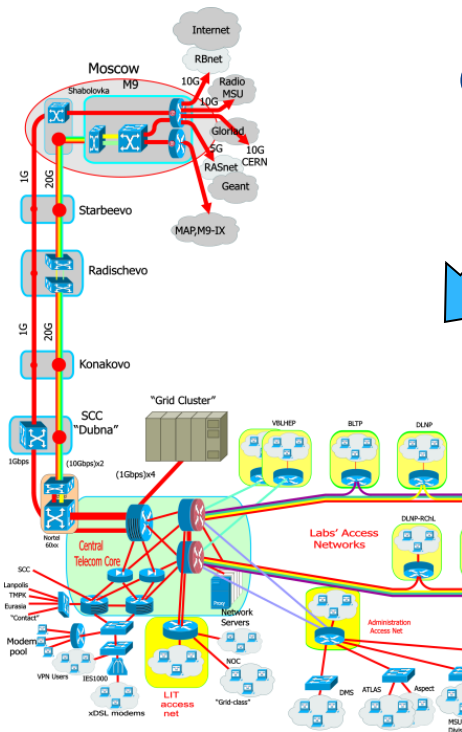 Internet
RBnet
Moscow
M9
Shabolovka
10G
10G
Radio
MSU
Gloriad
5G
10G
CERN
RASnet
Geant
MAP,M9-IX
1G
20G
Starbeevo
Radischevo
1G
20G
Konakovo
SCC
"Dubna"
"Grid Cluster"
1Gbps
(10Gbps)x2
(1Gbps)x4
Nortel
60xx
VBLHEP
BLTP
DLNP
Central
Telecom Core
Labs' Access
Networks
DLNP-RChL
SCC
Lanpolis
TMPK
Eurasia
"Contact"
Modem
pool
VPN Users
IES1000
xDSL modems
Proxy
Network
Servers
LIT
access
net
NOC
"Grid-class"
Administration
Access Net
DMS
ATLAS
Aspect
MSU
Divis